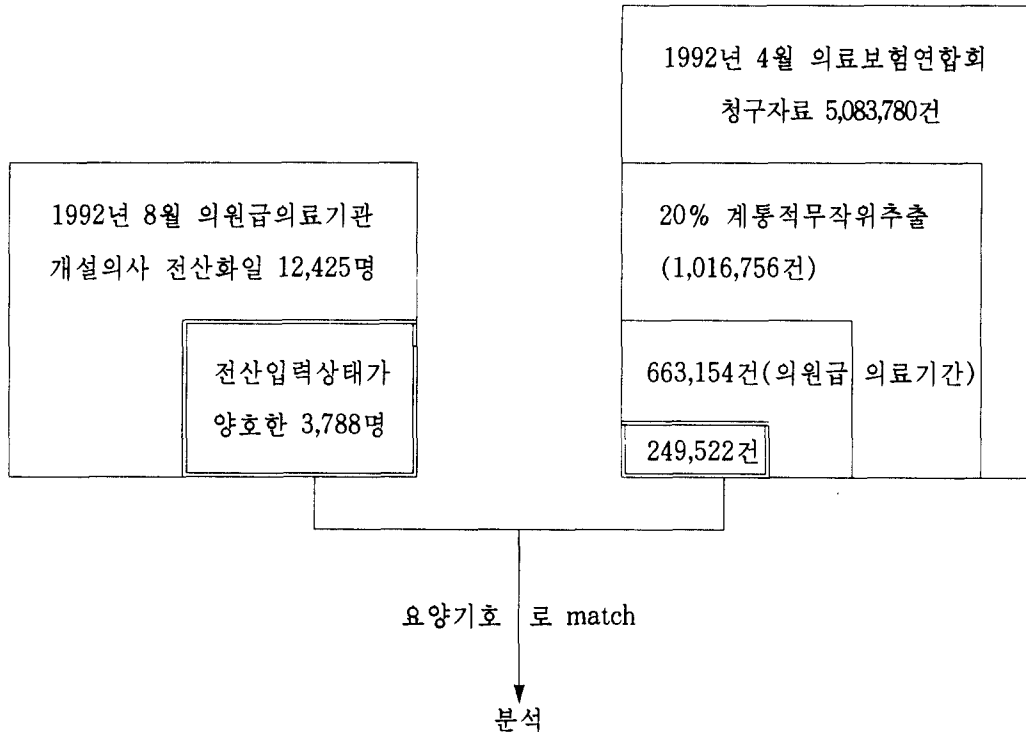 1992년 4월 의료보험연합회
청구자료 5,083,780건
1992년 8월 의원급의료기관
개설의사 전산화일 12,425명
20% 계통적무작위추출
(1,016,756건)
전산입력상태가
양호한 3,788명
663,154건(의원급 의료기간)
249,522건
요양기호 로 match
분석